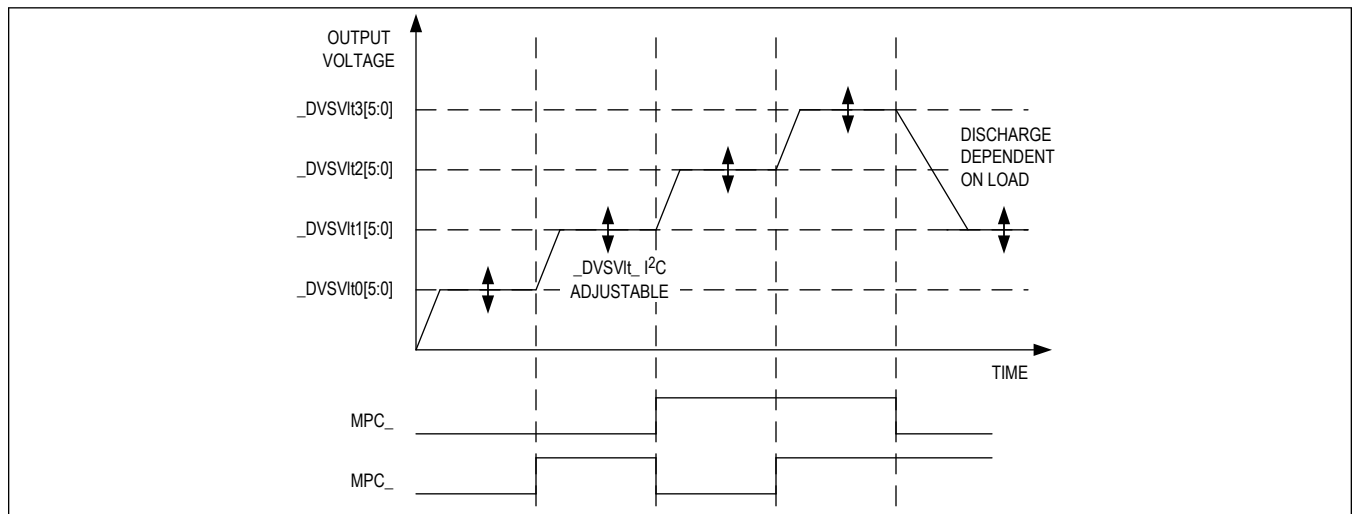 OUTPUT
VOLTAGE
_DVSVlt3[5:0]
_DVSVlt2[5:0]
_DVSVlt1[5:0]
_DVSVlt0[5:0]
DISCHARGE
DEPENDENT
ON LOAD
_DVSVlt_ I²C
ADJUSTABLE
TIME
MPC_
MPC_